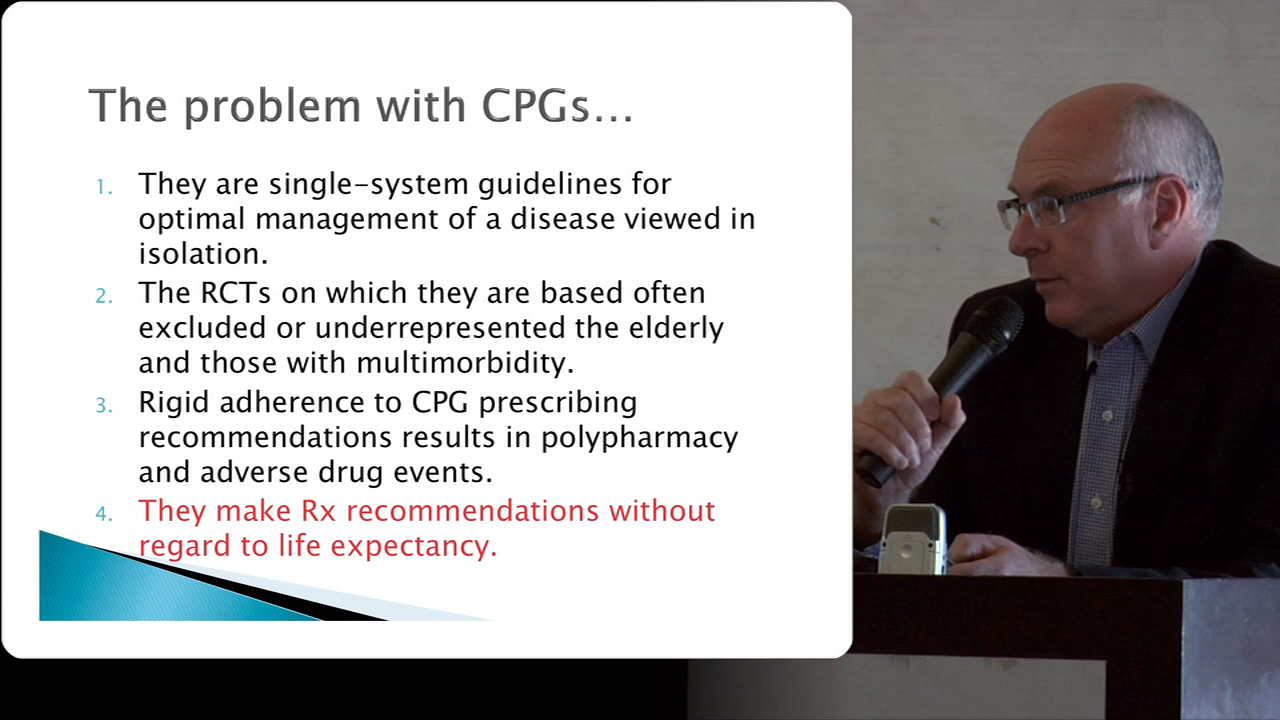 The problem with CPGs…
1. They are single-system guidelines for
optimal management of a disease viewed in
isolation.
2. The RCTs on which they are based often
excluded or underrepresented the elderly
and those with multimorbidity.
3. Rigid adherence to CPG prescribing
recommendations results in polypharmacy
and adverse drug events.
4. They make Rx recommendations without
regard to life expectancy.